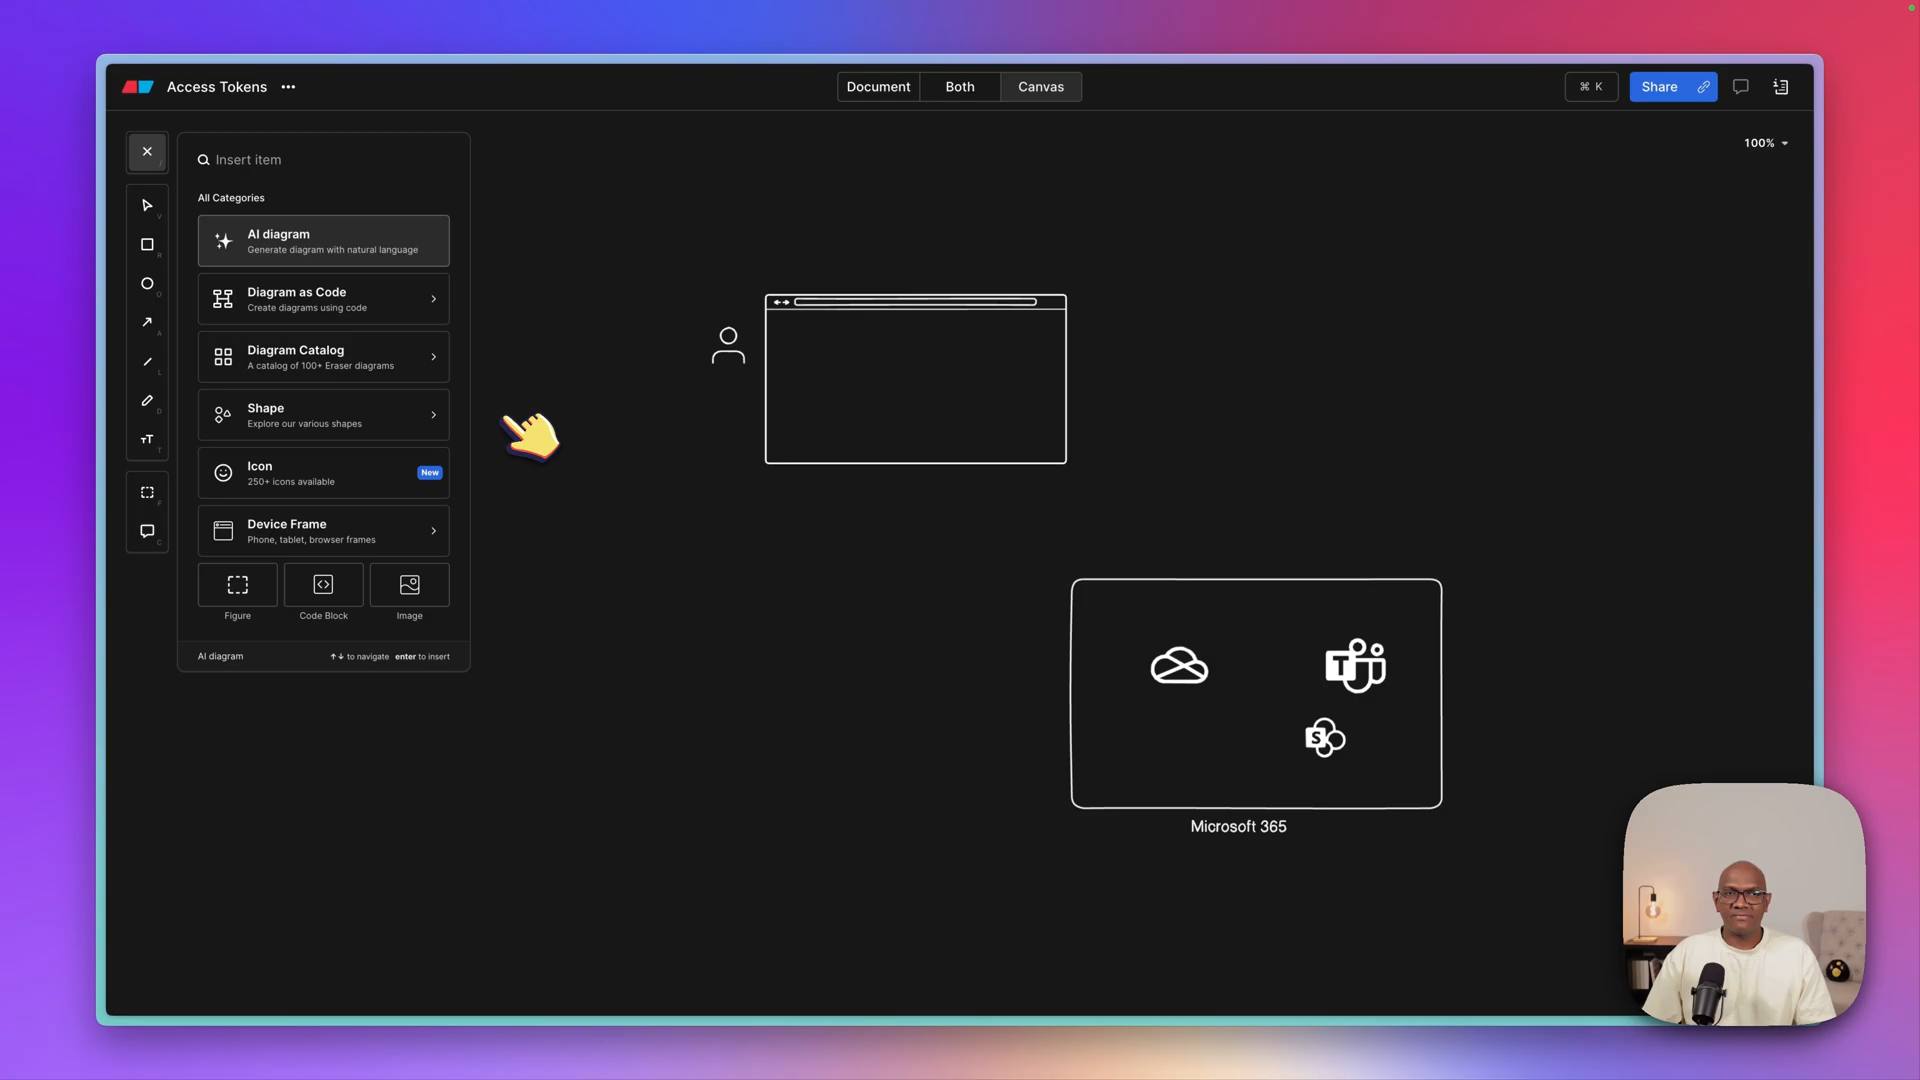 Access Tokens •••
Document
Both
Canvas
⌘ K
Share
100%
Insert item
All Categories
AI diagram
Generate diagram with natural language
Diagram as Code
Create diagrams using code
Diagram Catalog
A catalog of 100+ Eraser diagrams
Shape
Explore our various shapes
Icon
250+ icons available
New
Device Frame
Phone, tablet, browser frames
Figure
Code Block
Image
AI diagram
↑↓ to navigate enter to insert
/
V
R
O
A
L
D
T
T
F
C
T
S
Microsoft 365